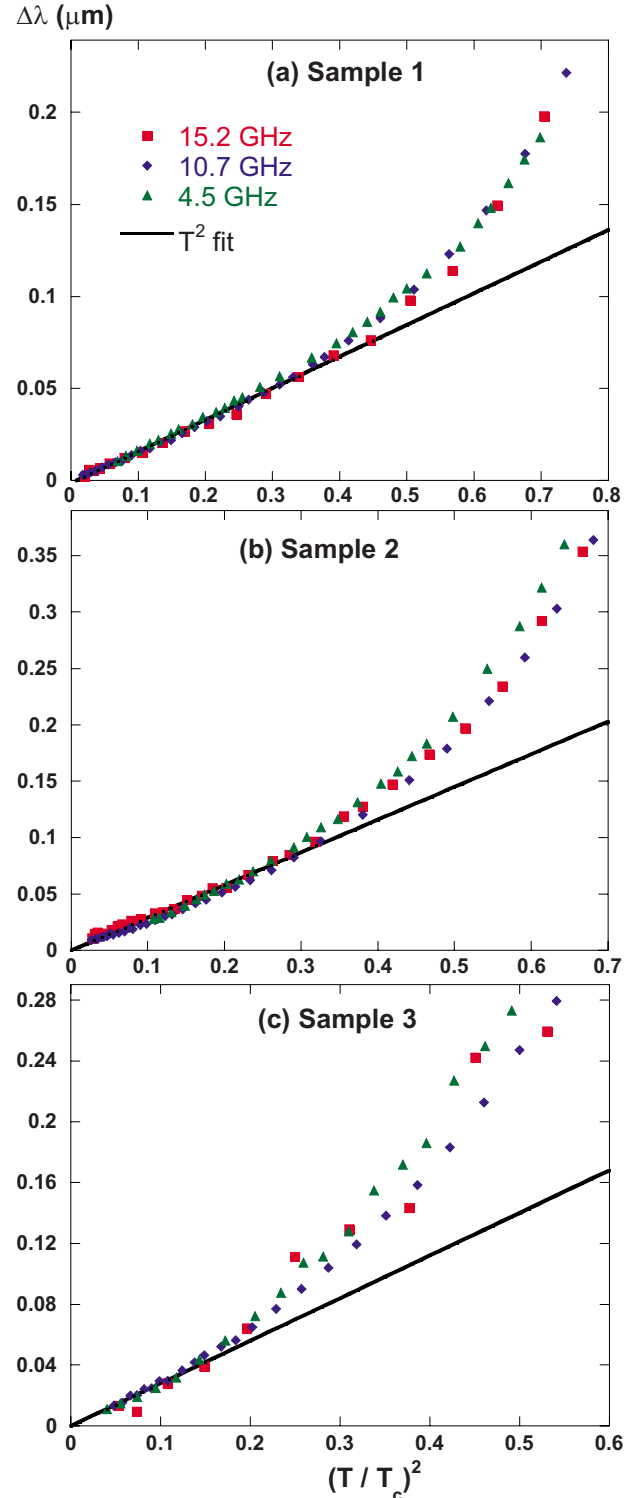 Δλ (μm)
(a) Sample 1
0.2
15.2 GHz
10.7 GHz
4.5 GHz
T² fit
0.15
0.1
0.05
0
0 0.1 0.2 0.3 0.4 0.5 0.6 0.7 0.8
(b) Sample 2
0.35
0.3
0.25
0.2
0.15
0.1
0.05
0
0 0.1 0.2 0.3 0.4 0.5 0.6 0.7
(c) Sample 3
0.28
0.24
0.2
0.16
0.12
0.08
0.04
0
0 0.1 0.2 0.3 0.4 0.5 0.6
(T / T_c)²